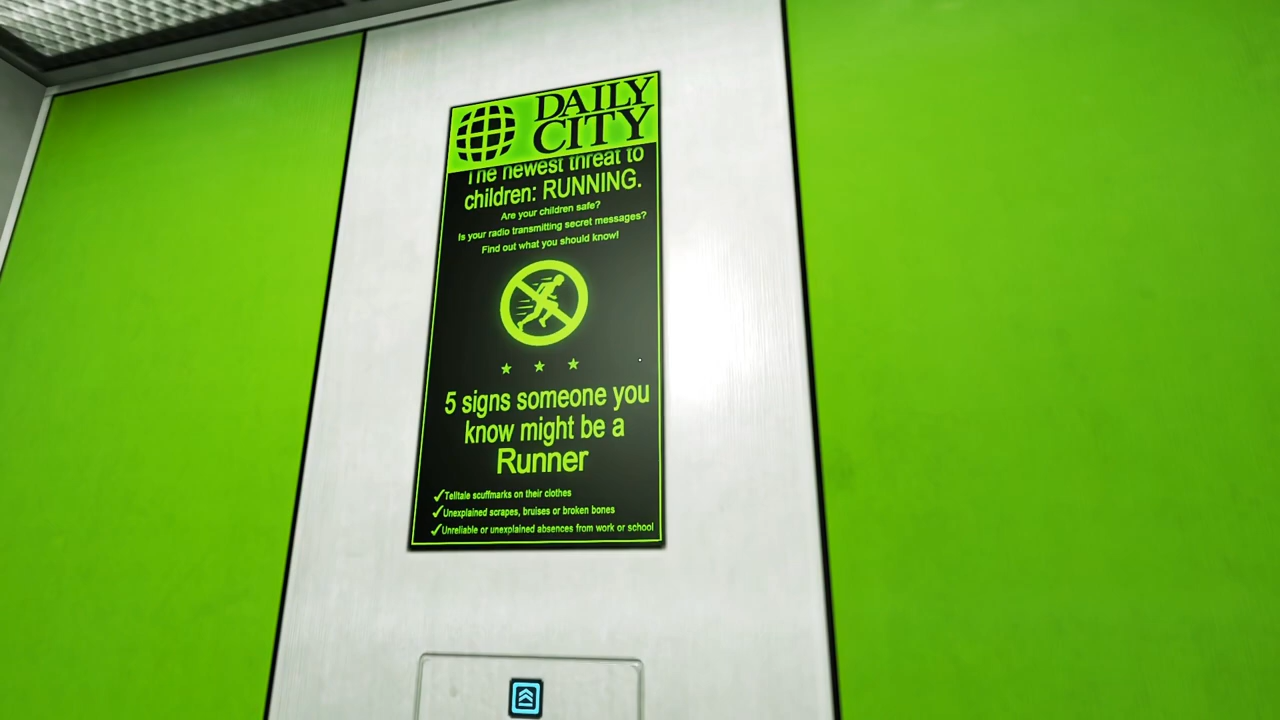 DAILY
CITY
The newest threat to
children: RUNNING.
Are your children safe?
Is your radio transmitting secret messages?
Find out what you should know!
5 signs someone you
know might be a
Runner
✓Telltale scuffmarks on their clothes
✓Unexplained scrapes, bruises or broken bones
✓Unreliable or unexplained absences from work or school